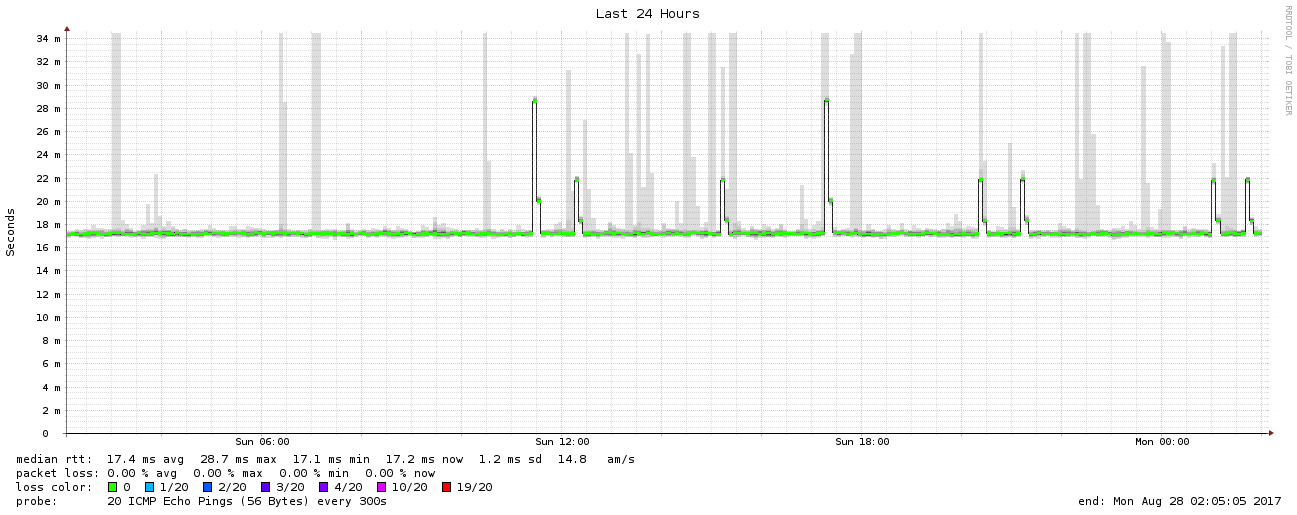 Last 24 Hours
RRDTOOL / TOBI OETIKER
Seconds
34 m
32 m
30 m
28 m
26 m
24 m
22 m
20 m
18 m
16 m
14 m
12 m
10 m
8 m
6 m
4 m
2 m
0
Sun 06:00 Sun 12:00 Sun 18:00 Mon 00:00
median rtt: 17.4 ms avg 28.7 ms max 17.1 ms min 17.2 ms now 1.2 ms sd 14.8 am/s
packet loss: 0.00 % avg 0.00 % max 0.00 % min 0.00 % now
loss color: 0 1/20 2/20 3/20 4/20 10/20 19/20
probe: 20 ICMP Echo Pings (56 Bytes) every 300s end: Mon Aug 28 02:05:05 2017